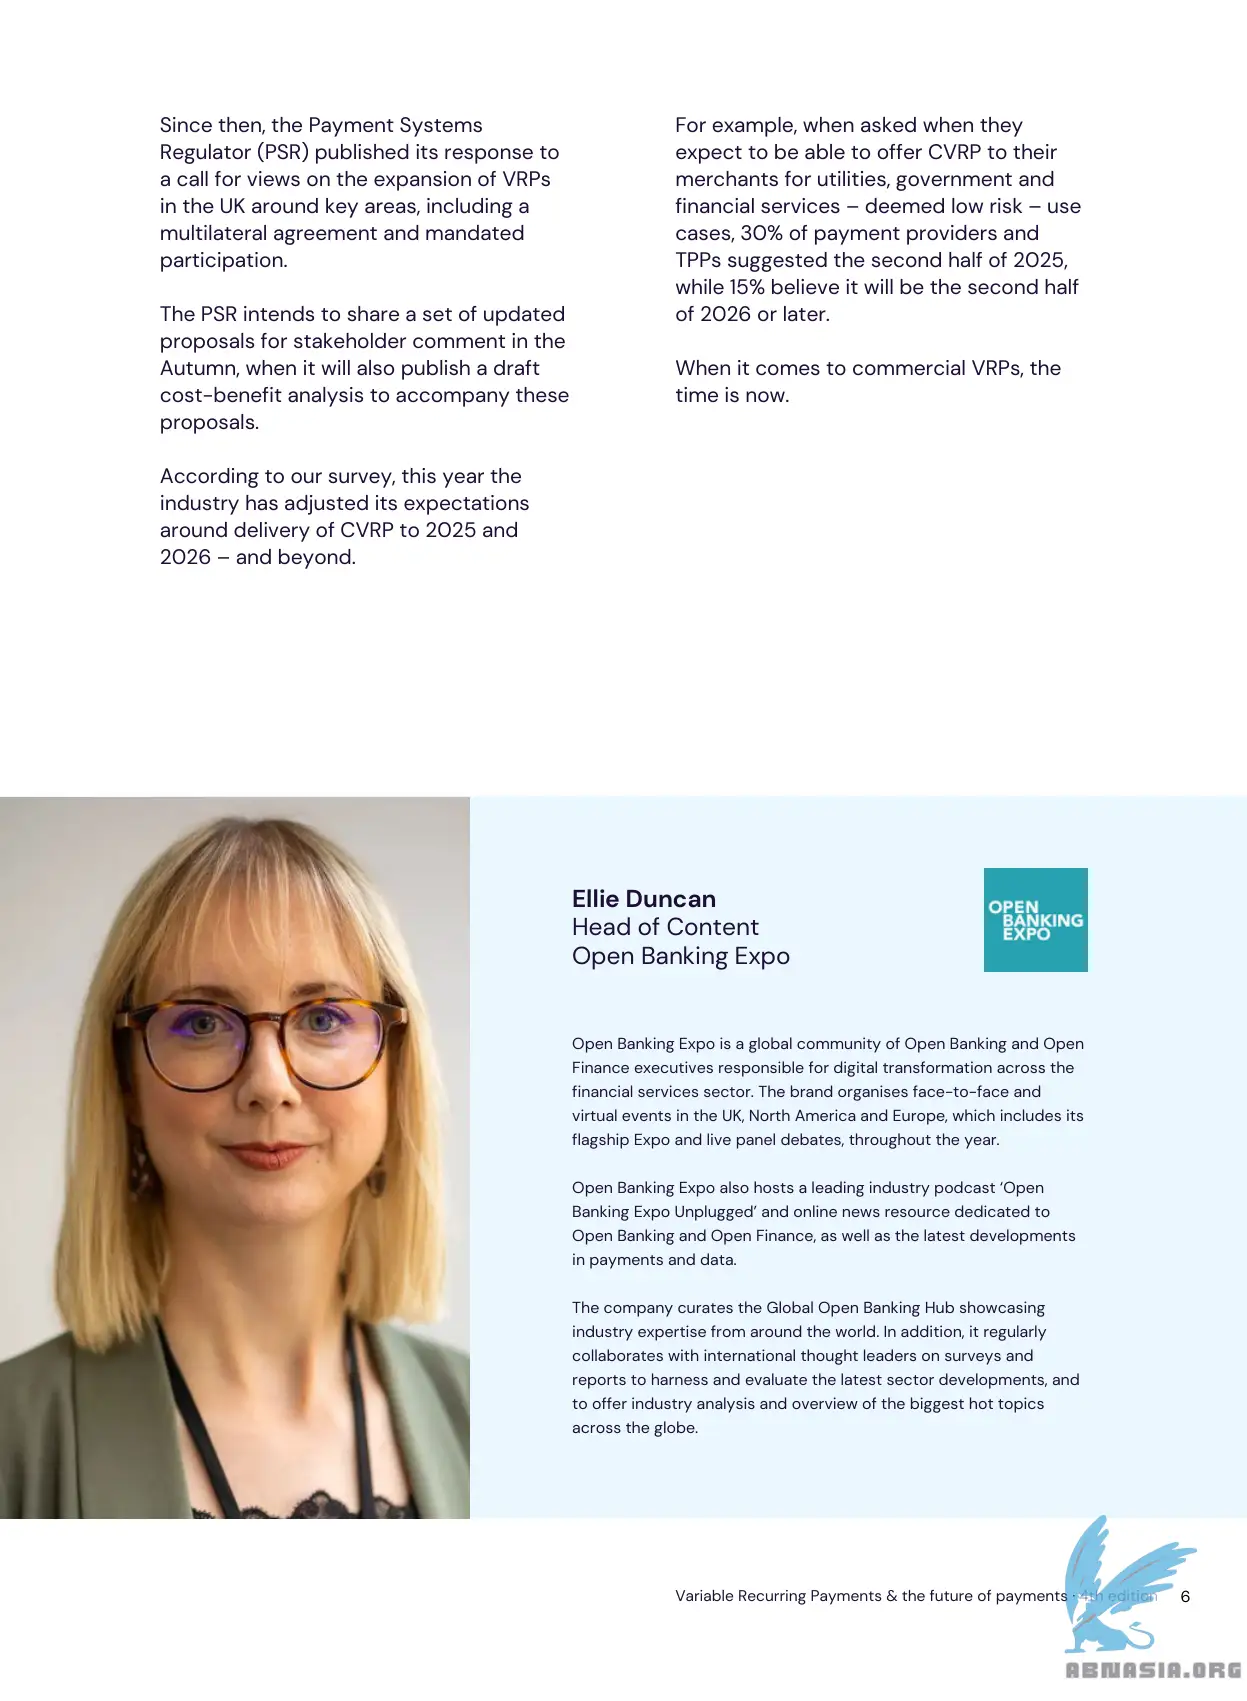 Since then, the Payment Systems
Regulator (PSR) published its response to
a call for views on the expansion of VRPs
in the UK around key areas, including a
multilateral agreement and mandated
participation.
The PSR intends to share a set of updated
proposals for stakeholder comment in the
Autumn, when it will also publish a draft
cost-benefit analysis to accompany these
proposals.
According to our survey, this year the
industry has adjusted its expectations
around delivery of CVRP to 2025 and
2026 – and beyond.
For example, when asked when they
expect to be able to offer CVRP to their
merchants for utilities, government and
financial services – deemed low risk – use
cases, 30% of payment providers and
TPPs suggested the second half of 2025,
while 15% believe it will be the second half
of 2026 or later.
When it comes to commercial VRPs, the
time is now.
Ellie Duncan
Head of Content
Open Banking Expo
OPEN
BANKING
EXPO
Open Banking Expo is a global community of Open Banking and Open
Finance executives responsible for digital transformation across the
financial services sector. The brand organises face-to-face and
virtual events in the UK, North America and Europe, which includes its
flagship Expo and live panel debates, throughout the year.
Open Banking Expo also hosts a leading industry podcast ‘Open
Banking Expo Unplugged’ and online news resource dedicated to
Open Banking and Open Finance, as well as the latest developments
in payments and data.
The company curates the Global Open Banking Hub showcasing
industry expertise from around the world. In addition, it regularly
collaborates with international thought leaders on surveys and
reports to harness and evaluate the latest sector developments, and
to offer industry analysis and overview of the biggest hot topics
across the globe.
Variable Recurring Payments & the future of payments · 4th edition 6
ABNASIA.ORG